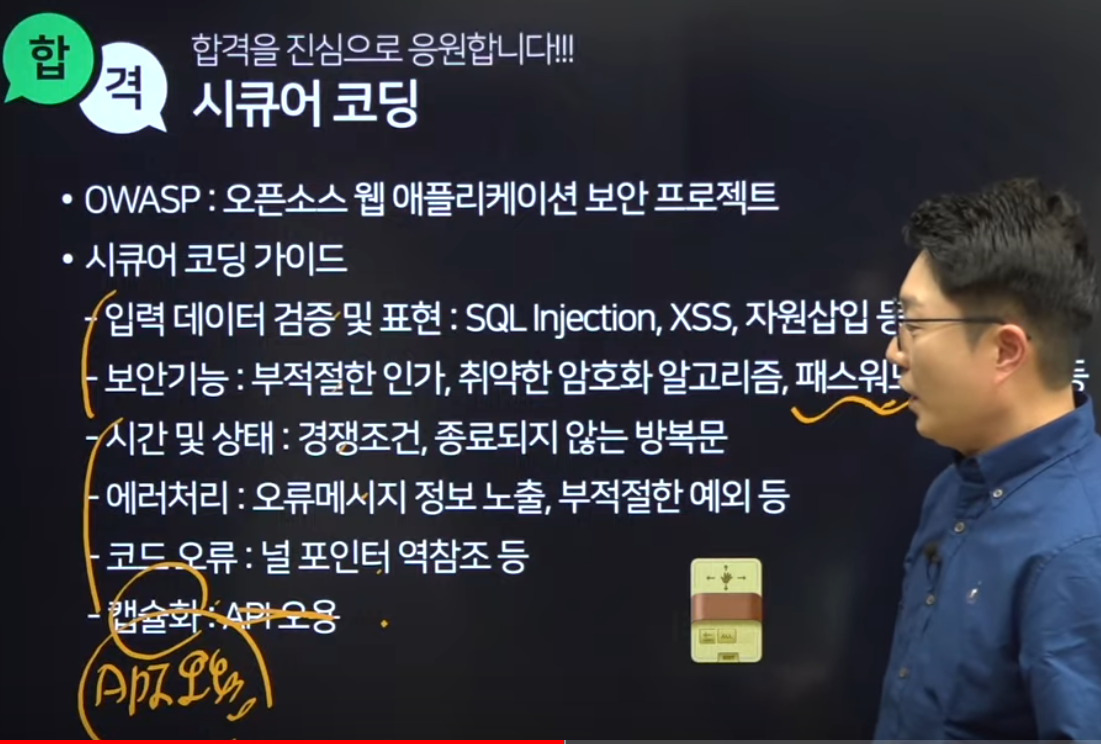 합격
합격을 진심으로 응원합니다!!!
시큐어 코딩
• OWASP : 오픈소스 웹 애플리케이션 보안 프로젝트
• 시큐어 코딩 가이드
- 입력 데이터 검증 및 표현 : SQL Injection, XSS, 자원삽입 등
- 보안기능 : 부적절한 인가, 취약한 암호화 알고리즘, 등
- 시간 및 상태 : 경쟁조건, 종료되지 않는 방복문
- 에러처리 : 오류메시지 정보 노출, 부적절한 예외 등
- 코드 오류 : 널 포인터 역참조 등
- 캡슐화 : API 오용
API 오용